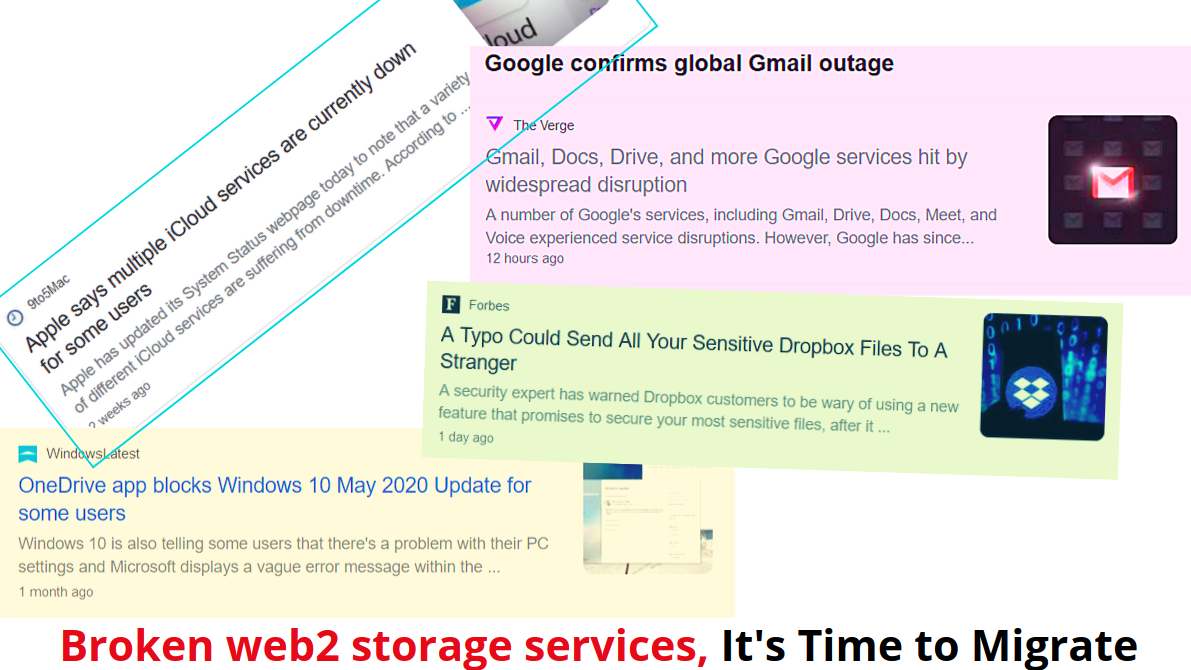 loud
9to5Mac
Apple says multiple iCloud services are currently down
for some users
Apple has updated its System Status webpage today to note that a variety
of different iCloud services are suffering from downtime. According to ...
2 weeks ago
Google confirms global Gmail outage
The Verge
Gmail, Docs, Drive, and more Google services hit by
widespread disruption
A number of Google's services, including Gmail, Drive, Docs, Meet, and
Voice experienced service disruptions. However, Google has since...
12 hours ago
Forbes
A Typo Could Send All Your Sensitive Dropbox Files To A
Stranger
A security expert has warned Dropbox customers to be wary of using a new
feature that promises to secure your most sensitive files, after it ...
1 day ago
WindowsLatest
OneDrive app blocks Windows 10 May 2020 Update for
some users
Windows 10 is also telling some users that there's a problem with their PC
settings and Microsoft displays a vague error message within the ...
1 month ago
Broken web2 storage services, It's Time to Migrate